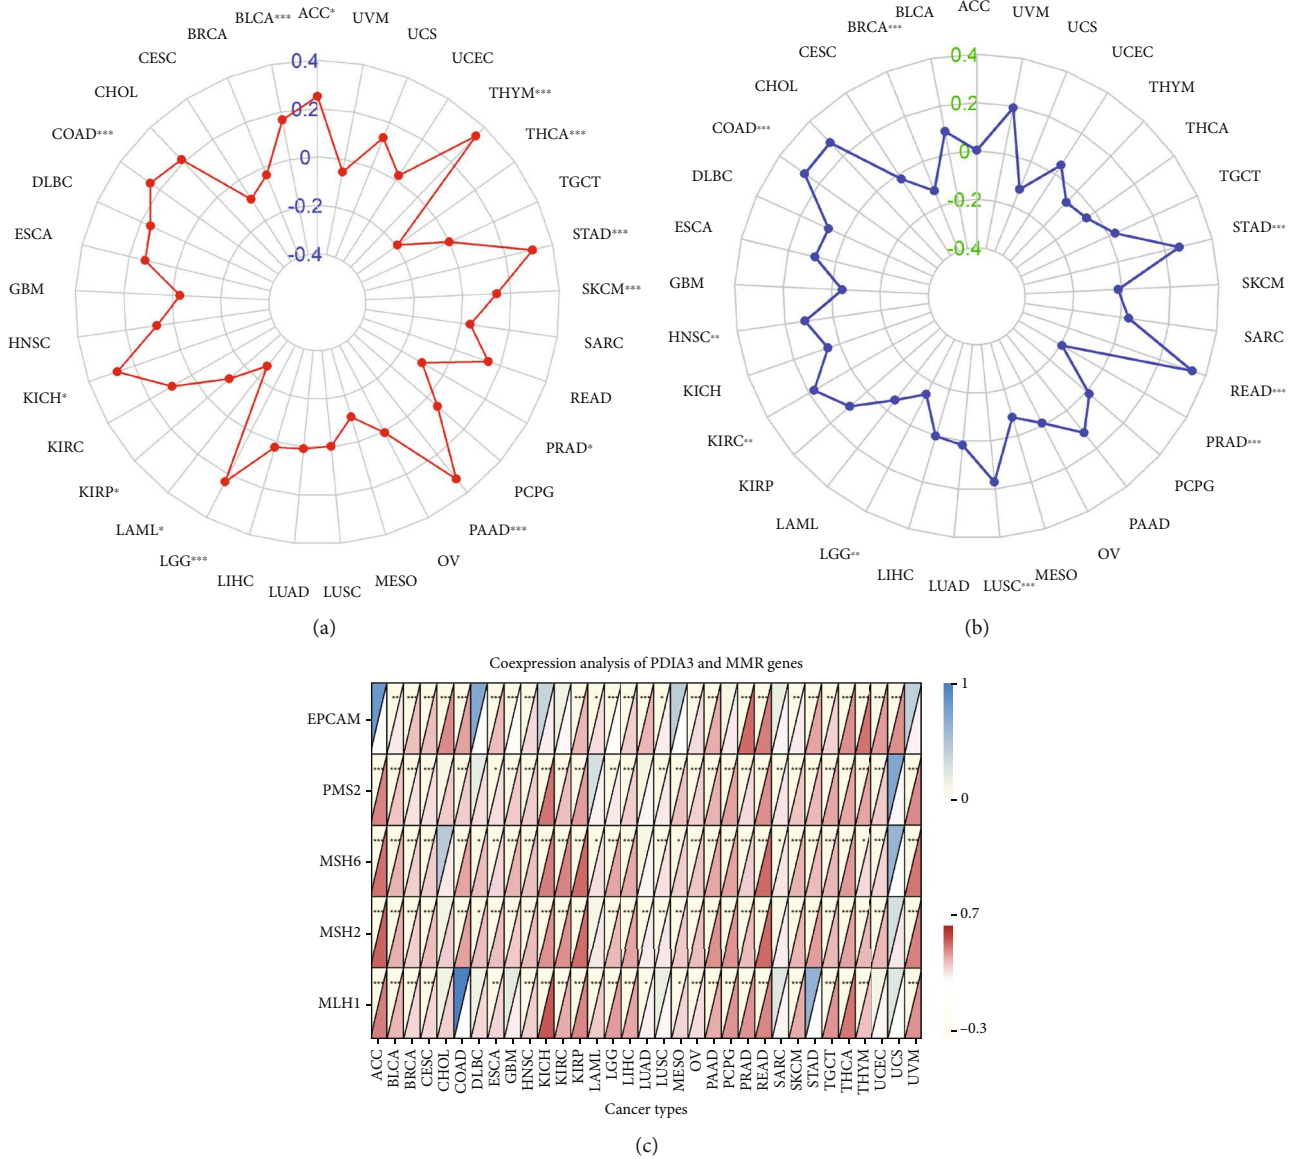 ACC*
UVM
UCS
UCEC
THYM***
THCA***
TGCT
STAD***
SKCM***
SARC
READ
PRAD*
PCPG
PAAD***
OV
MESO
LUSC
LUAD
LIHC
LGG***
LAML*
KIRP*
KIRC
KICH*
HNSC
GBM
ESCA
DLBC
COAD***
CHOL
CESC
BRCA
BLCA***
0.4
0.2
0
-0.2
-0.4
(a)
ACC
UVM
UCS
UCEC
THYM
THCA
TGCT
STAD***
SKCM
SARC
READ***
PRAD***
PCPG
PAAD
OV
MESO
LUSC***
LUAD
LIHC
LGG**
LAML
KIRP
KIRC**
KICH
HNSC**
GBM
ESCA
DLBC
COAD***
CHOL
CESC
BRCA***
BLCA
0.4
0.2
0
-0.2
-0.4
(b)
Coexpression analysis of PDIA3 and MMR genes
EPCAM
PMS2
MSH6
MSH2
MLH1
1
0
0.7
−0.3
ACC
BLCA
BRCA
CESC
CHOL
COAD
DLBC
ESCA
GBM
HNSC
KICH
KIRC
KIRP
LAML
LGG
LIHC
LUAD
LUSC
MESO
OV
PAAD
PCPG
PRAD
READ
SARC
SKCM
STAD
TGCT
THCA
THYM
UCEC
UCS
UVM
Cancer types
(c)